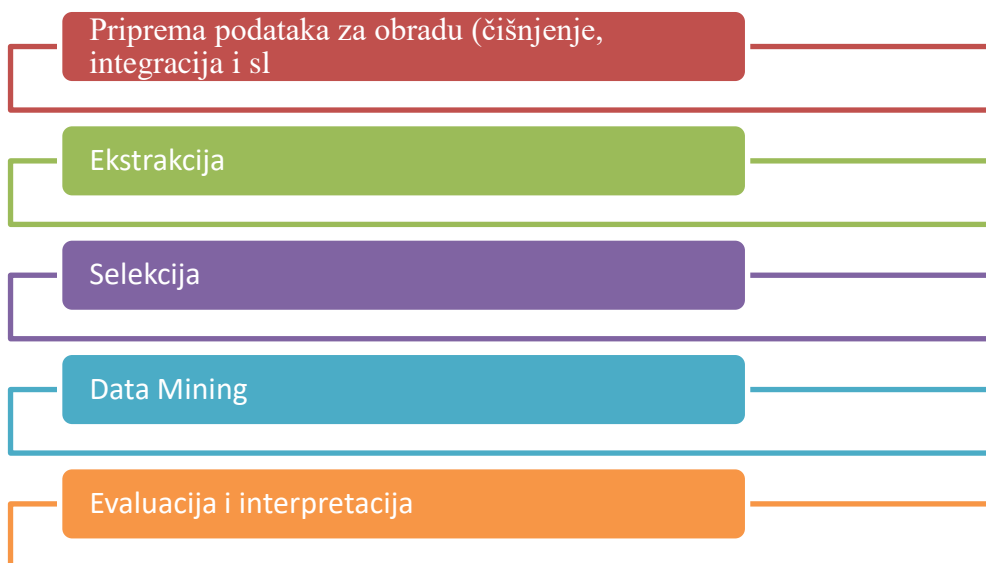 Priprema podataka za obradu (čišnjenje,
integracija i sl
Ekstrakcija
Selekcija
Data Mining
Evaluacija i interpretacija